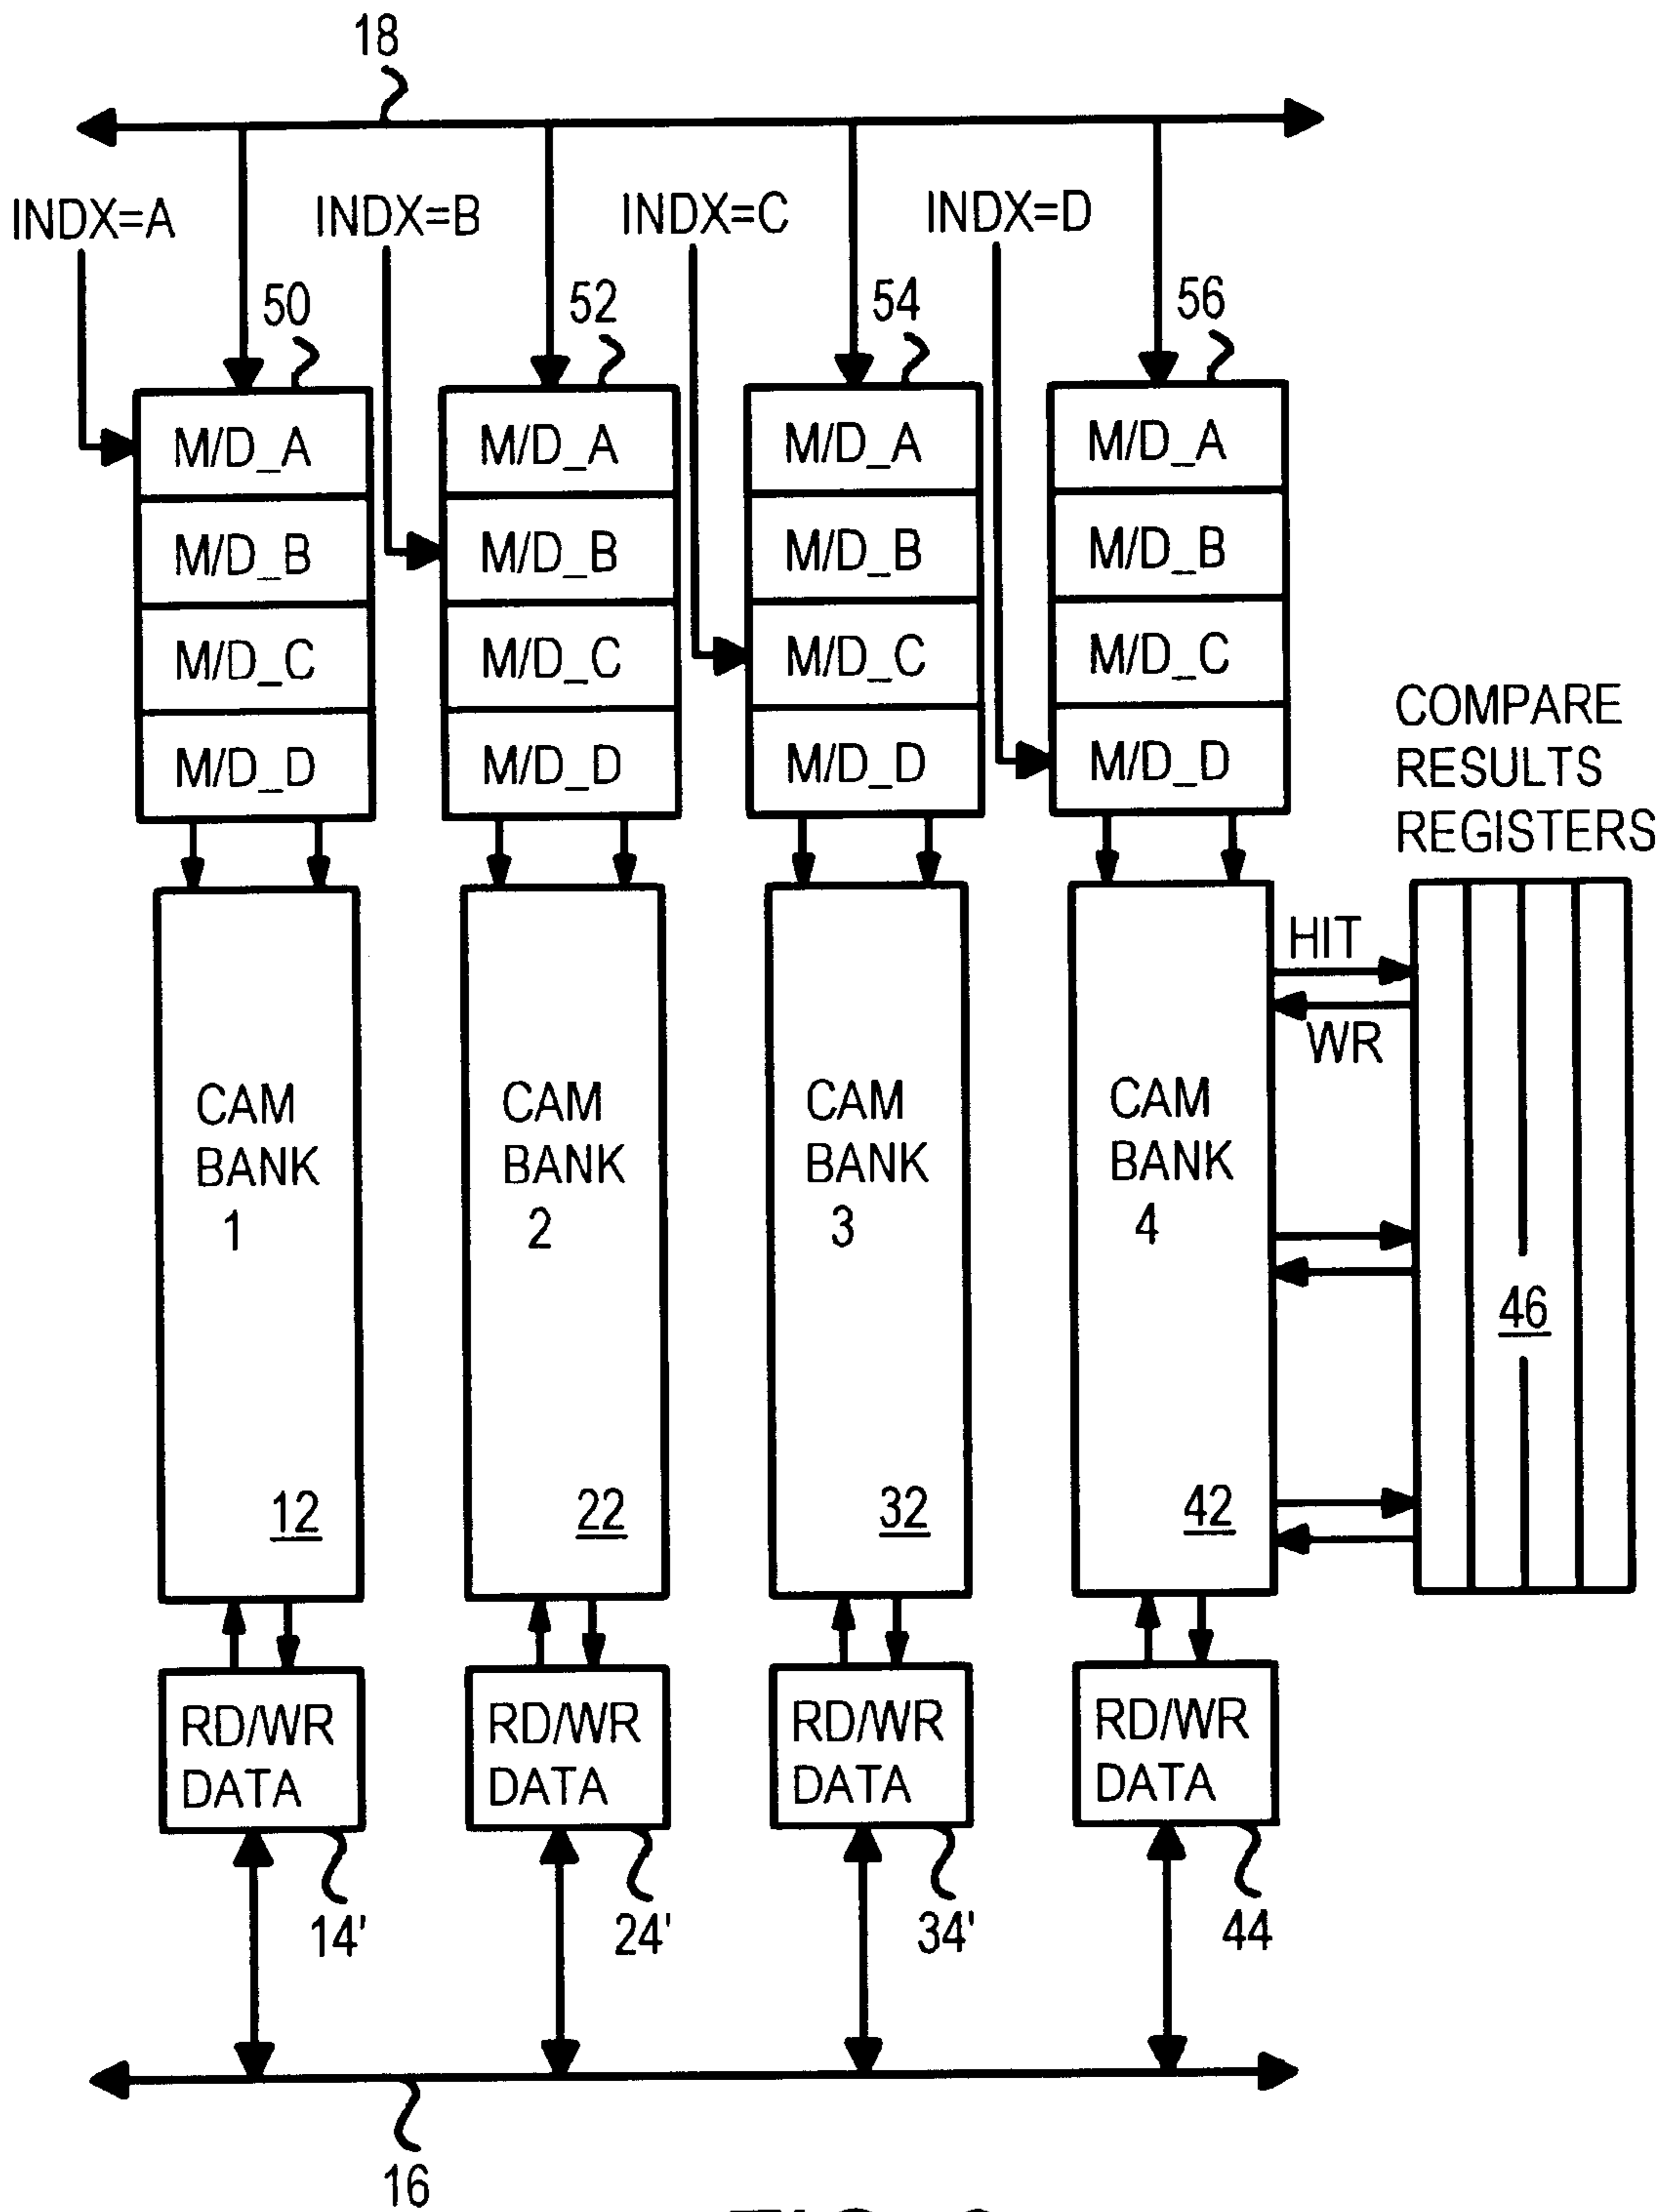 18
INDX=A
INDX=B
INDX=C
INDX=D
50
52
54
56
M/D_A
M/D_A
M/D_A
M/D_A
M/D_B
M/D_B
M/D_B
M/D_B
M/D_C
M/D_C
M/D_C
M/D_C
M/D_D
M/D_D
M/D_D
M/D_D
COMPARE
RESULTS
REGISTERS
HIT
WR
CAM
BANK
1
CAM
BANK
2
CAM
BANK
3
CAM
BANK
4
46
12
22
32
42
RD/WR
DATA
RD/WR
DATA
RD/WR
DATA
RD/WR
DATA
14'
24'
34'
44
16